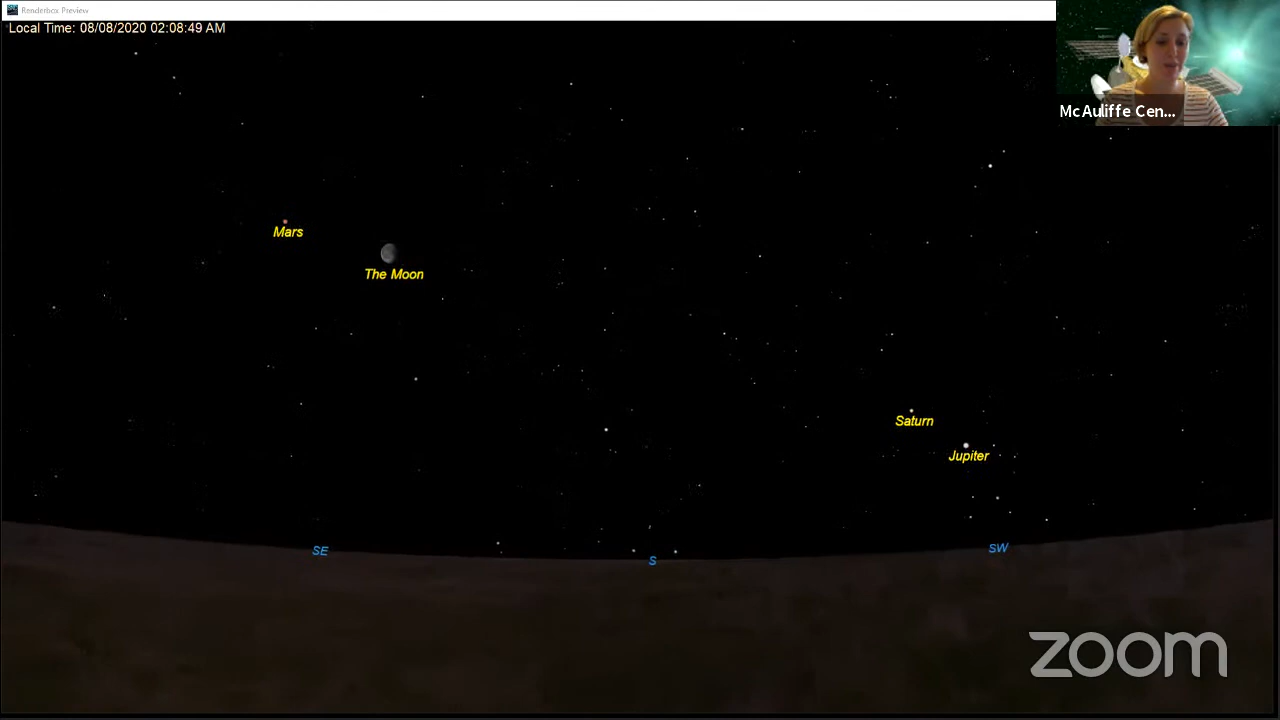 Renderbox Preview
Local Time: 08/08/2020 02:08:49 AM
McAuliffe Cen...
Mars
The Moon
Saturn
Jupiter
SE
S
SW
zoom